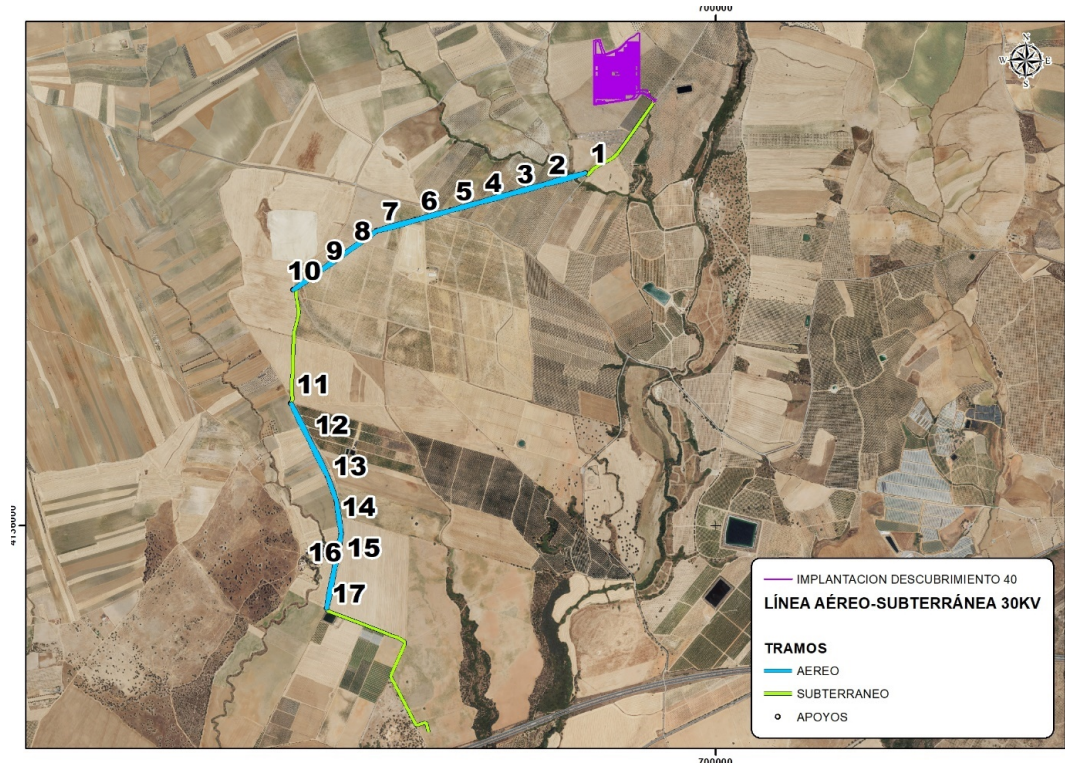 700000
N
W E
S
1
2
3
4
5
6
7
8
9
10
11
12
13
14
15
16
17
4136000
IMPLANTACION DESCUBRIMIENTO 40
LÍNEA AÉREO-SUBTERRÁNEA 30KV
TRAMOS
AEREO
SUBTERRANEO
APOYOS
700000